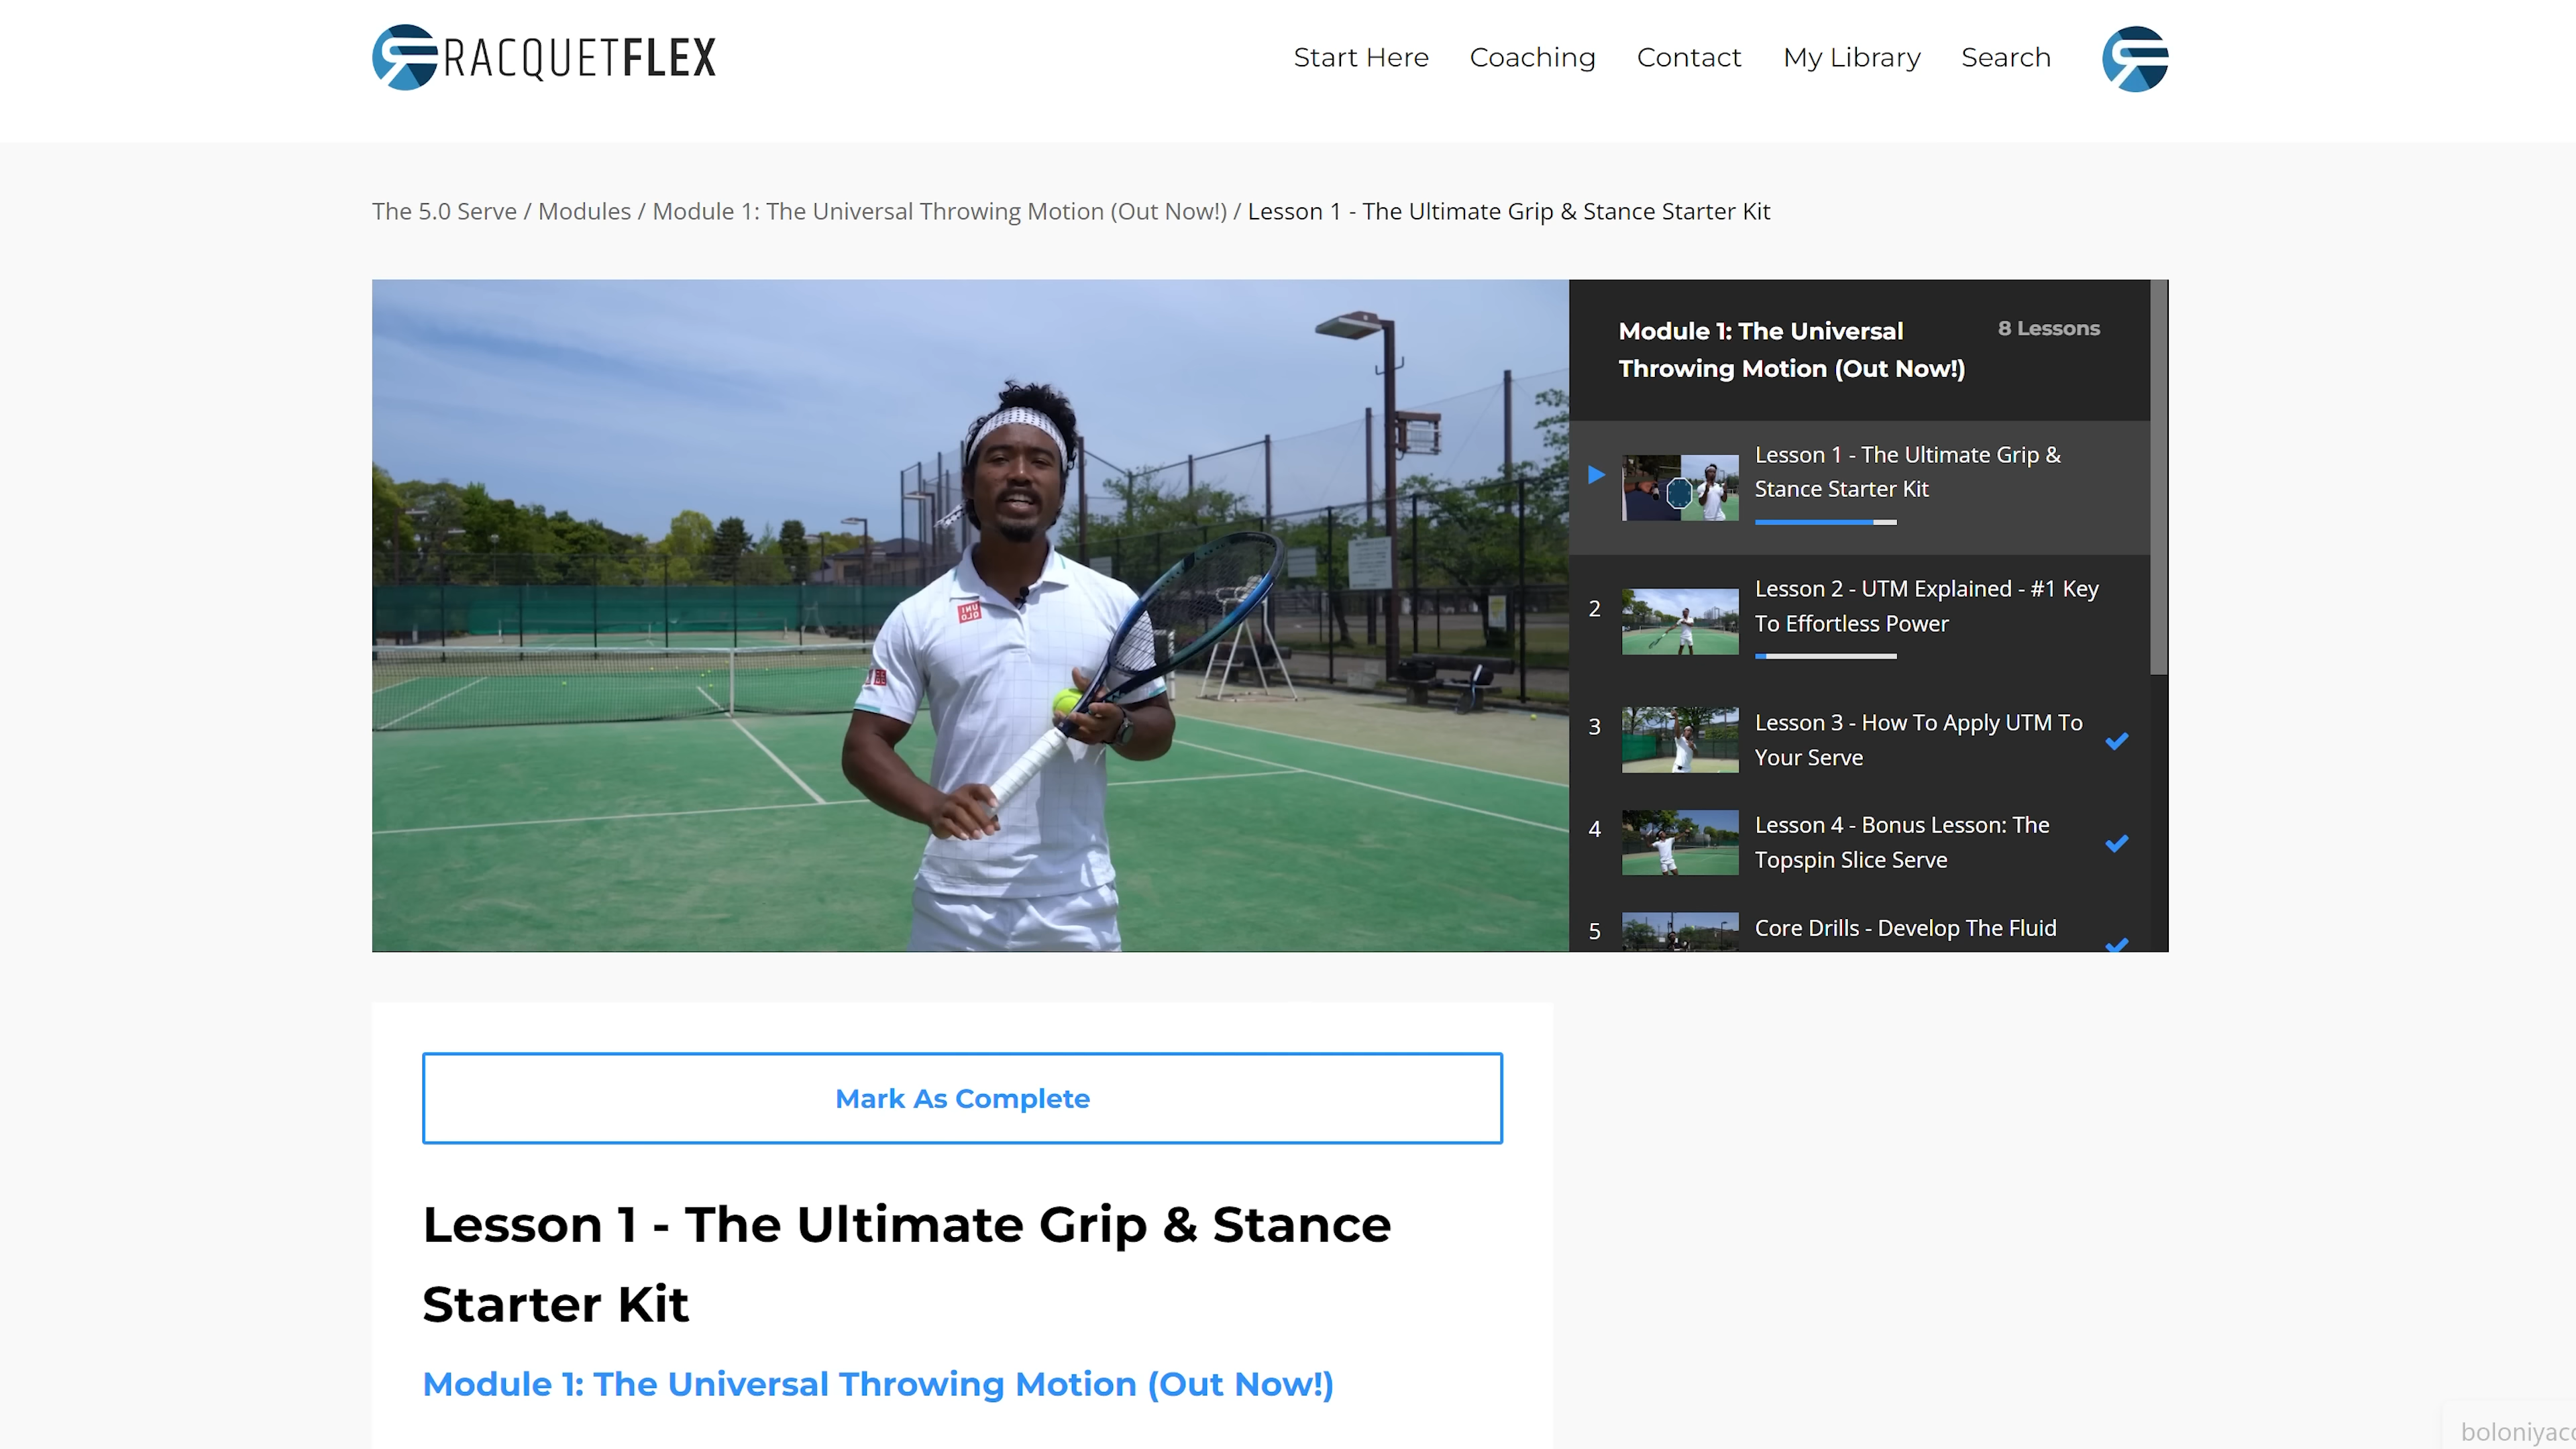 RACQUETFLEX
Start Here Coaching Contact My Library Search
The 5.0 Serve / Modules / Module 1: The Universal Throwing Motion (Out Now!) / Lesson 1 - The Ultimate Grip & Stance Starter Kit
Module 1: The Universal
Throwing Motion (Out Now!)
8 Lessons
Lesson 1 - The Ultimate Grip &
Stance Starter Kit
2
Lesson 2 - UTM Explained - #1 Key
To Effortless Power
3
Lesson 3 - How To Apply UTM To
Your Serve
4
Lesson 4 - Bonus Lesson: The
Topspin Slice Serve
5
Core Drills - Develop The Fluid
UNI
QLO
Mark As Complete
Lesson 1 - The Ultimate Grip & Stance
Starter Kit
Module 1: The Universal Throwing Motion (Out Now!)